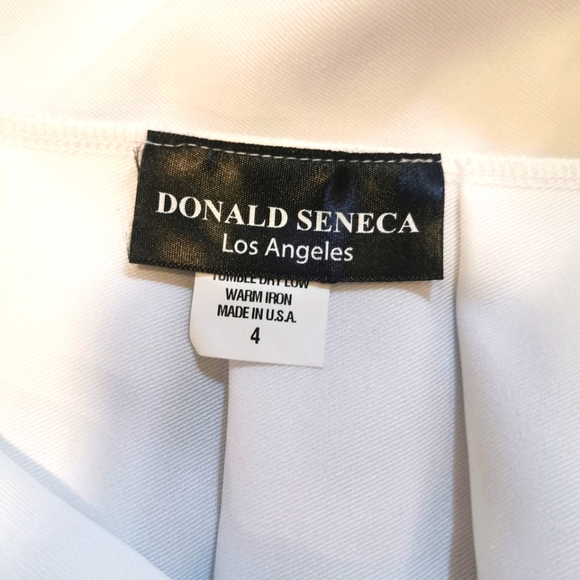 DONALD SENECA
Los Angeles
TUMBLE DRY LOW
WARM IRON
MADE IN U.S.A.
4